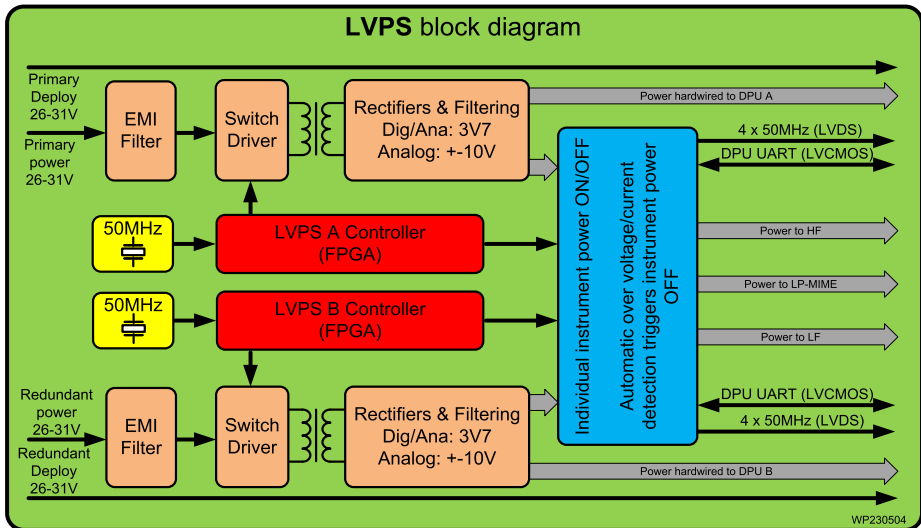 LVPS block diagram
Primary
Deploy
26-31V
Primary
power
26-31V
EMI
Filter
Switch
Driver
Rectifiers & Filtering
Dig/Ana: 3V7
Analog: +-10V
Power hardwired to DPU A
4 x 50MHz (LVDS)
DPU UART (LVCMOS)
50MHz
LVPS A Controller
(FPGA)
Individual instrument power ON/OFF
Automatic over voltage/current
detection triggers instrument power
OFF
Power to HF
Power to LP-MIME
Power to LF
50MHz
LVPS B Controller
(FPGA)
Redundant
power
26-31V
Redundant
Deploy
26-31V
EMI
Filter
Switch
Driver
Rectifiers & Filtering
Dig/Ana: 3V7
Analog: +-10V
DPU UART (LVCMOS)
4 x 50MHz (LVDS)
Power hardwired to DPU B
WP230504